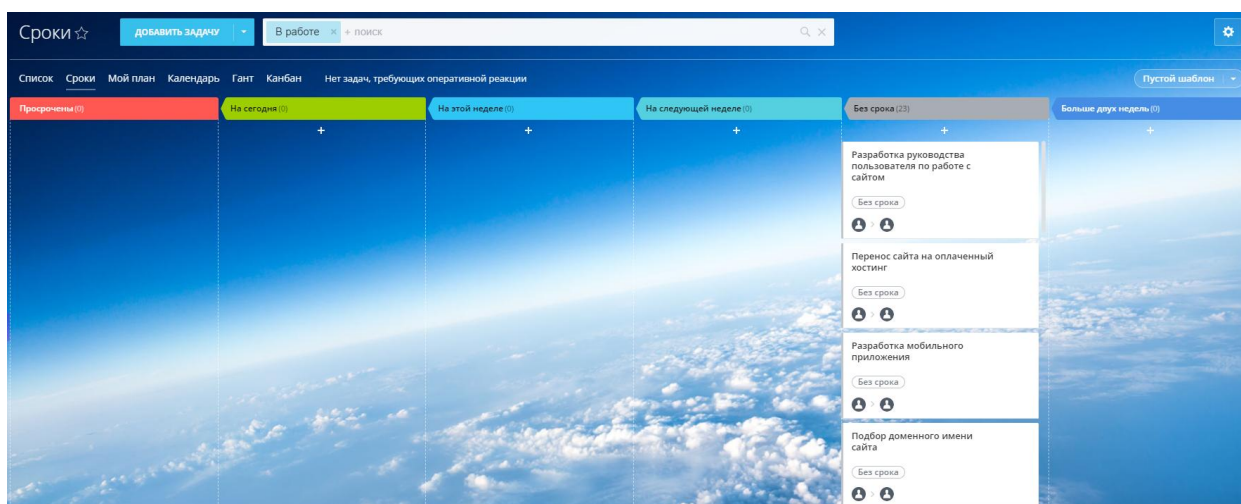 Сроки
ДОБАВИТЬ ЗАДАЧУ
В работе × + поиск
Список Сроки Мой план Календарь Гант Канбан Нет задач, требующих оперативной реакции
Пустой шаблон
Просрочены (0)
На сегодня (0)
На этой неделе (0)
На следующей неделе (0)
Без срока (23)
Больше двух недель (0)
+ + + + +
Разработка руководства
пользователя по работе с
сайтом
Без срока
Перенос сайта на оплаченный
хостинг
Без срока
Разработка мобильного
приложения
Без срока
Подбор доменного имени
сайта
Без срока